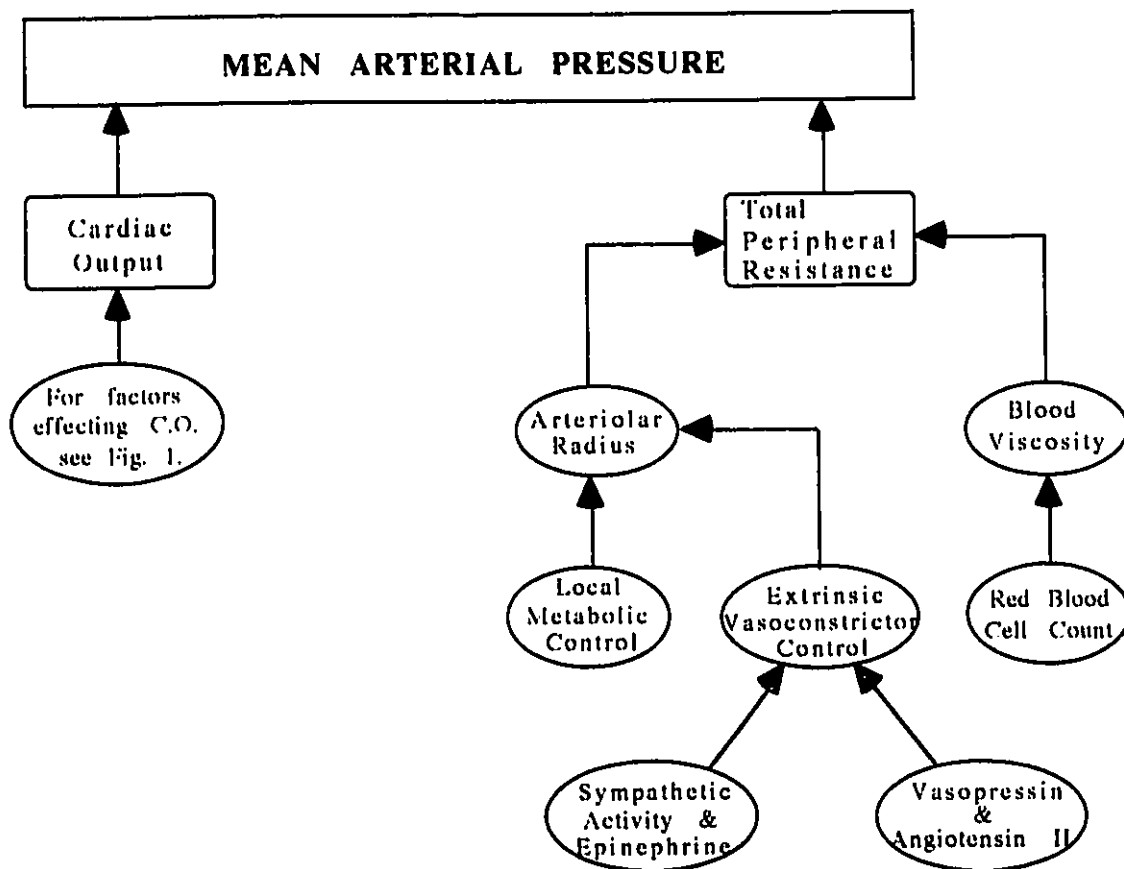 MEAN ARTERIAL PRESSURE
Cardiac
Output
Total
Peripheral
Resistance
For factors
effecting C.O.
see Fig. 1.
Arteriolar
Radius
Blood
Viscosity
Local
Metabolic
Control
Extrinsic
Vasoconstrictor
Control
Red Blood
Cell Count
Sympathetic
Activity &
Epinephrine
Vasopressin
&
Angiotensin II